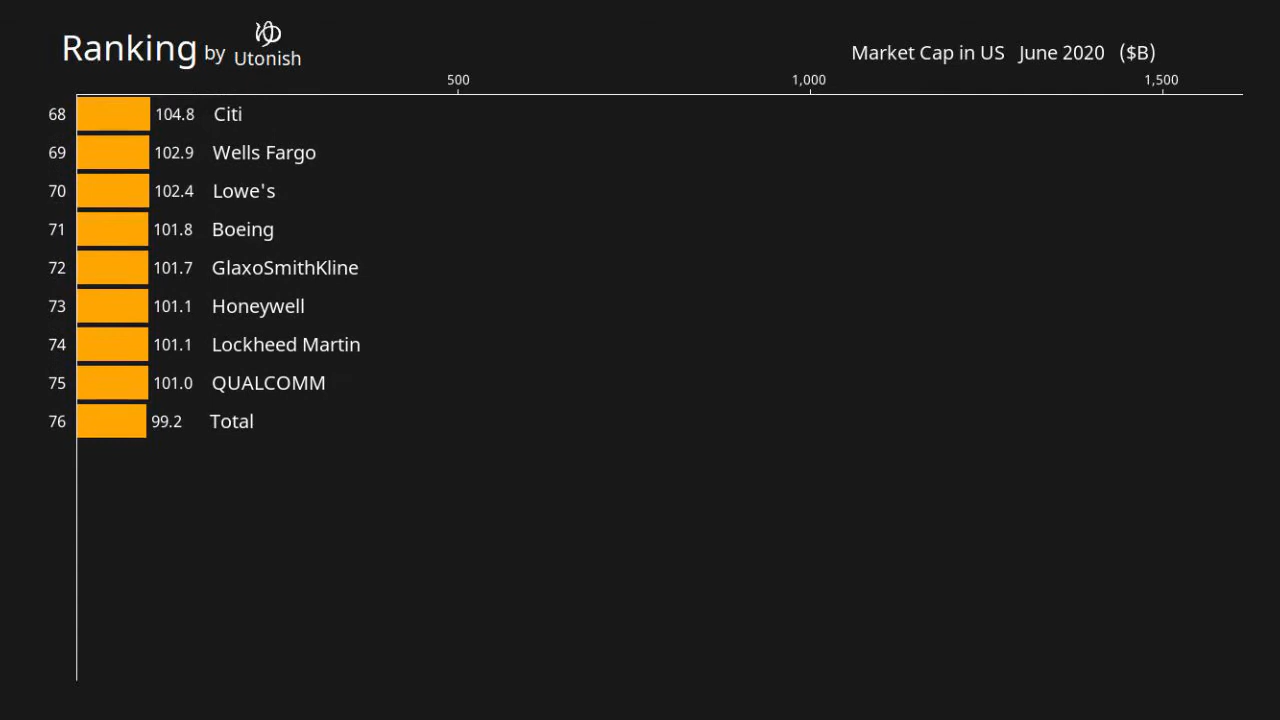 Ranking by Utonish
Market Cap in US June 2020 ($B)
500 1,000 1,500
68 104.8 Citi
69 102.9 Wells Fargo
70 102.4 Lowe's
71 101.8 Boeing
72 101.7 GlaxoSmithKline
73 101.1 Honeywell
74 101.1 Lockheed Martin
75 101.0 QUALCOMM
76 99.2 Total